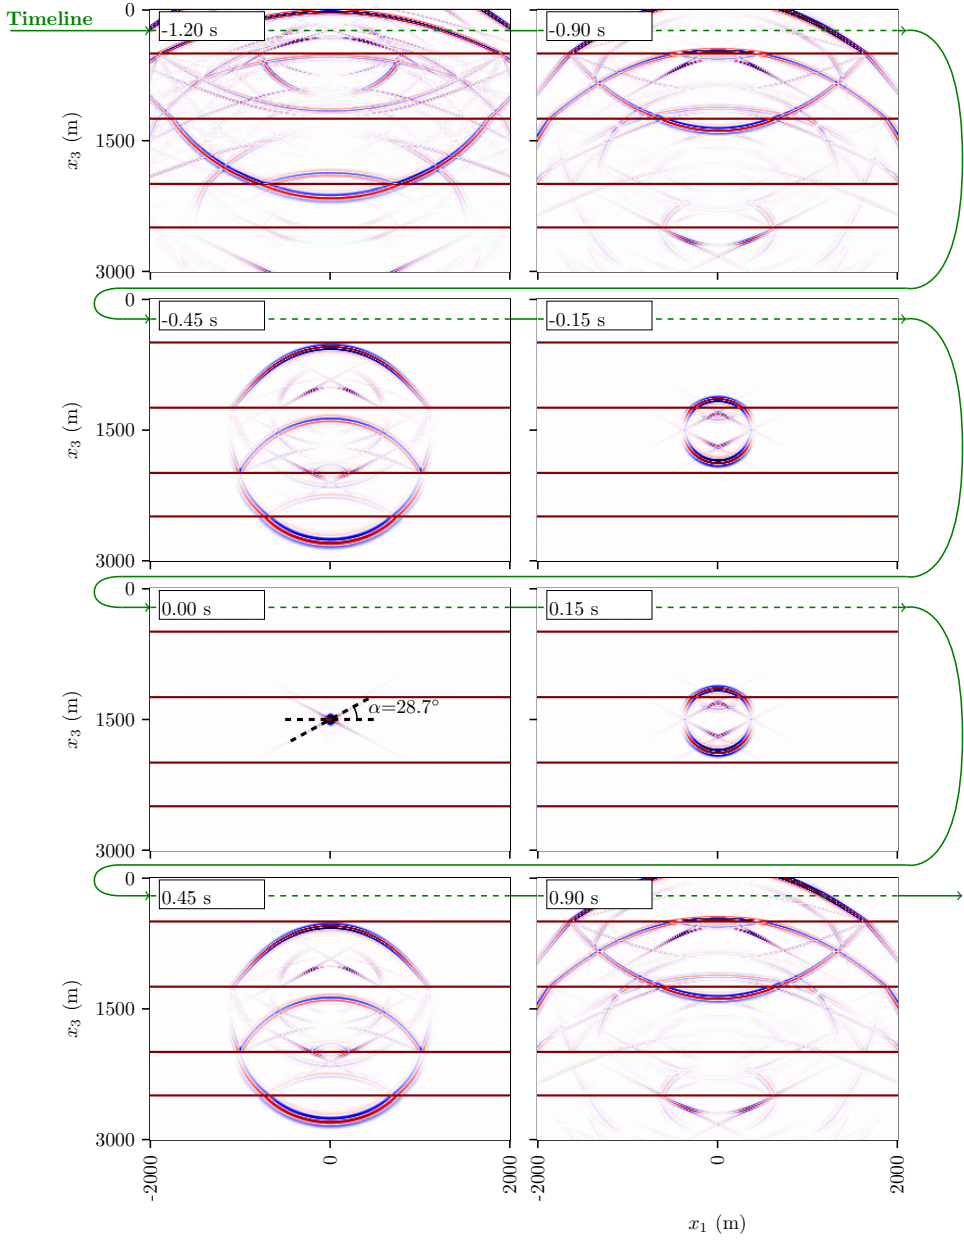 Timeline
0
-1.20 s
-0.90 s
x3 (m)
1500
3000
0
-0.45 s
-0.15 s
x3 (m)
1500
3000
0
0.00 s
0.15 s
α=28.7°
x3 (m)
1500
3000
0
0.45 s
0.90 s
x3 (m)
1500
3000
-2000
0
2000
-2000
0
2000
x1 (m)